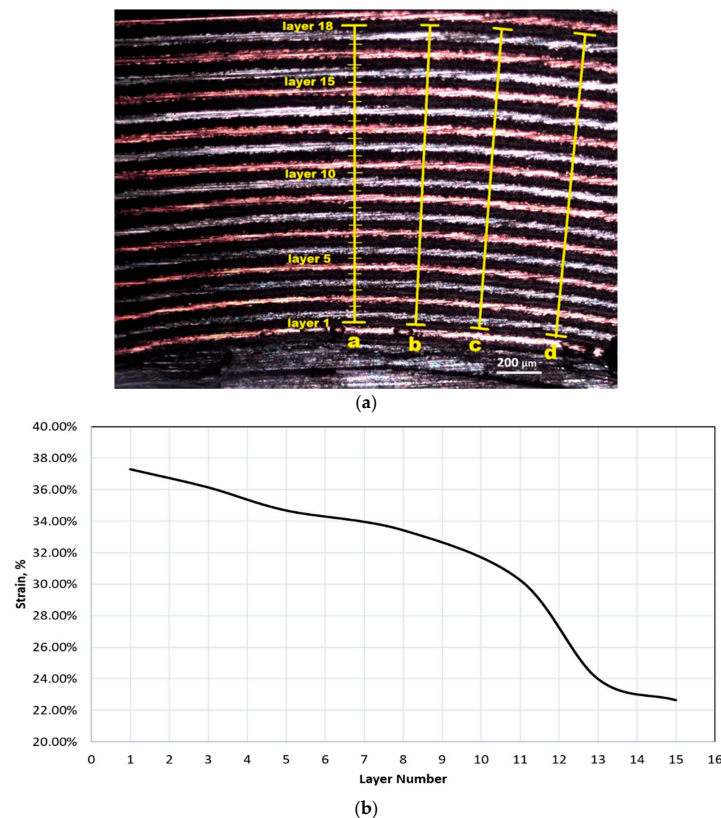 layer 18
layer 15
layer 10
layer 5
layer 1
a b c d
200 μm
(a)
40.00%
38.00%
36.00%
34.00%
32.00%
30.00%
28.00%
26.00%
24.00%
22.00%
20.00%
Strain, %
0 1 2 3 4 5 6 7 8 9 10 11 12 13 14 15 16
Layer Number
(b)